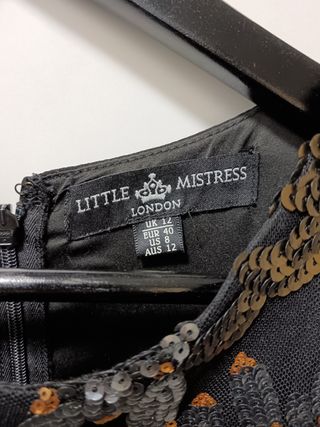 LITTLE MISTRESS
LONDON
UK 12
EUR 40
US 8
AUS 12